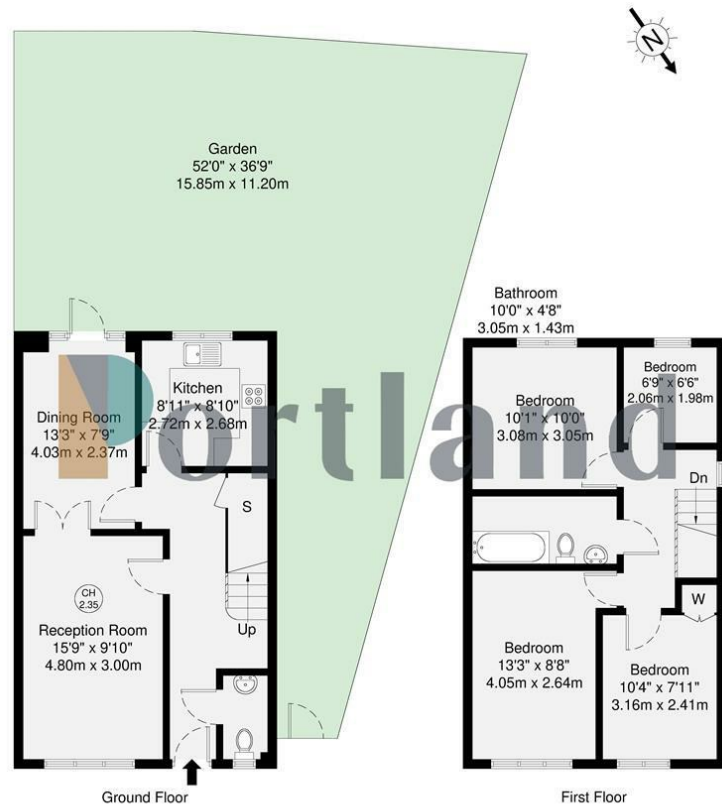 N
Garden
52'0" x 36'9"
15.85m x 11.20m
Kitchen
8'11" x 8'10"
2.72m x 2.68m
Dining Room
13'3" x 7'9"
4.03m x 2.37m
Portland
S
CH
2.35
Reception Room
15'9" x 9'10"
4.80m x 3.00m
Up
Ground Floor
Bathroom
10'0" x 4'8"
3.05m x 1.43m
Bedroom
6'9" x 6'6"
2.06m x 1.98m
Bedroom
10'1" x 10'0"
3.08m x 3.05m
Dn
W
Bedroom
13'3" x 8'8"
4.05m x 2.64m
Bedroom
10'4" x 7'11"
3.16m x 2.41m
First Floor